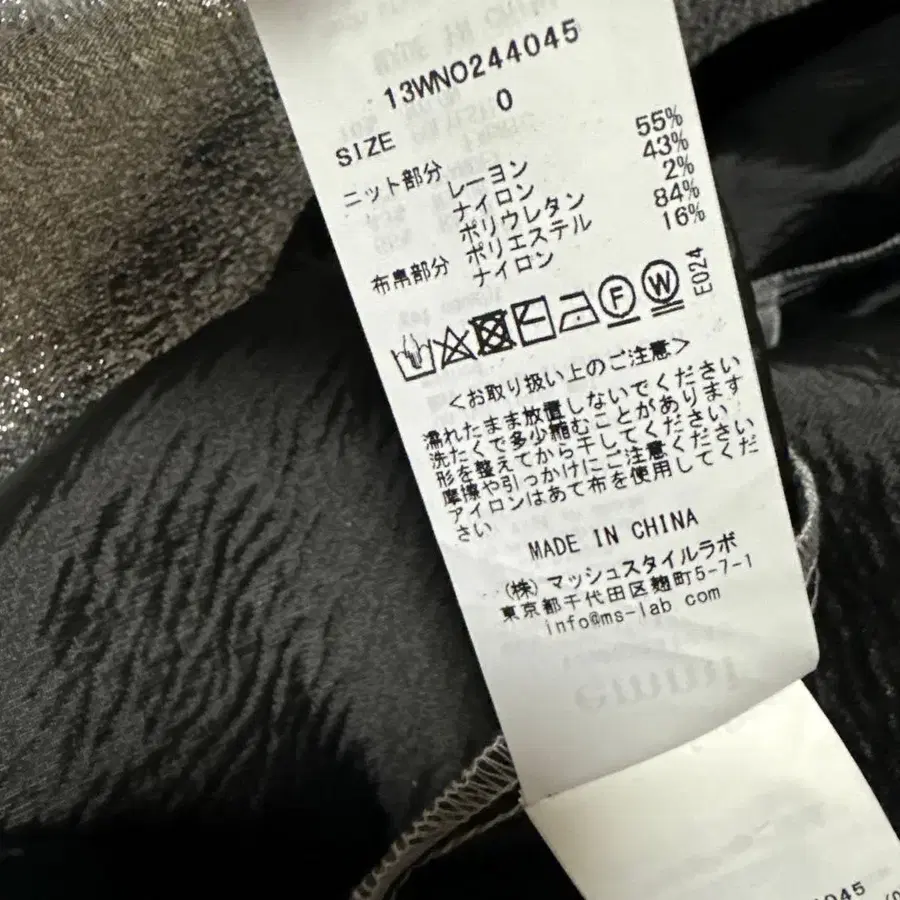 13WNO244045
SIZE 0
ニット部分 レーヨン 55%
ナイロン 43%
ポリウレタン 2%
布帛部分 ポリエステル 84%
ナイロン 16%
F W E024
<お取り扱い上のご注意>
濡れたまま放置しないでください
洗たくで多少縮むことがあります
形を整えてから干してください
摩擦や引っかけにご注意ください
アイロンはあて布を使用してくだ
さい
MADE IN CHINA
(株)マッシュスタイルラボ
東京都千代田区麹町5-7-1
info@ms-lab com
emmi